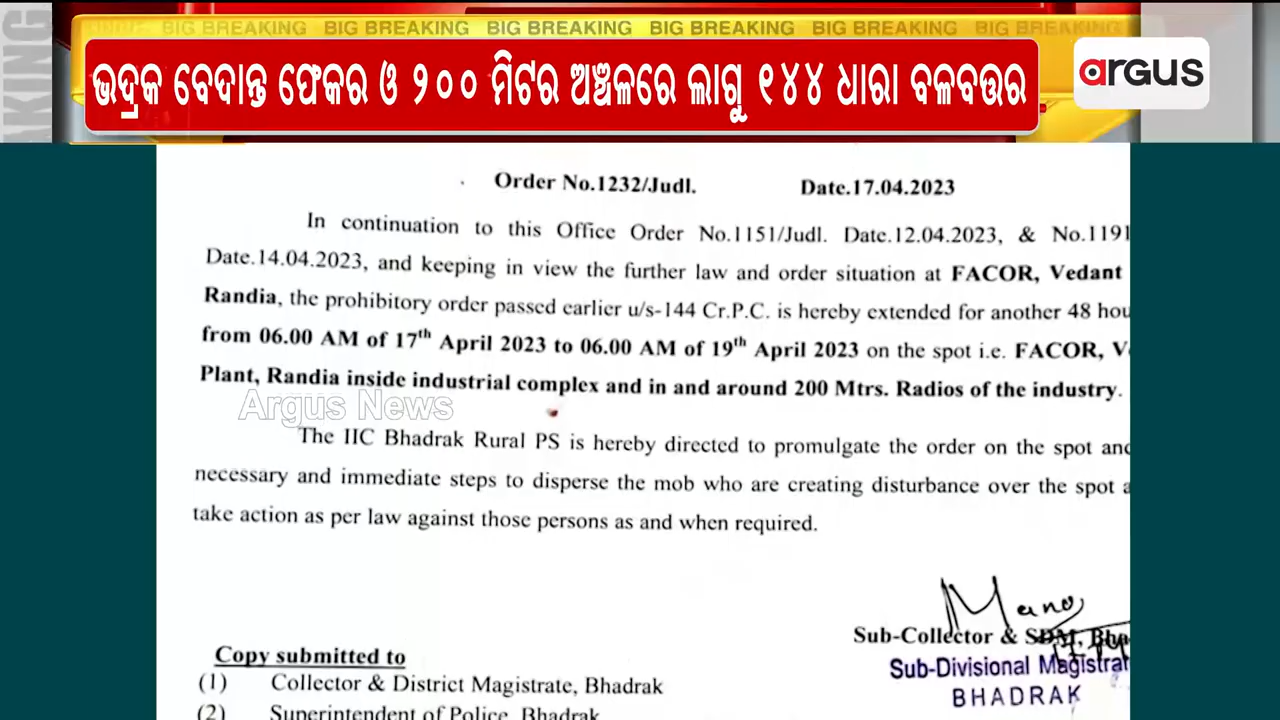 BREAKING
BIG BREAKING BIG BREAKING BIG BREAKING BIG BREAKING BIG BREAKING BIG BREAKING
ଭଦ୍ରକ ବେଦାନ୍ତ ଫେକର ଓ ୨୦୦ ମିଟର ଅଞ୍ଚଳରେ ଲାଗୁ ୧୪୪ ଧାରା ବଳବତ୍ତର
argus
Order No.1232/Judl. Date.17.04.2023
In continuation to this Office Order No.1151/Judl. Date.12.04.2023, & No.1191
Date.14.04.2023, and keeping in view the further law and order situation at FACOR, Vedant
Randia, the prohibitory order passed earlier u/s-144 Cr.P.C. is hereby extended for another 48 hou
from 06.00 AM of 17th April 2023 to 06.00 AM of 19th April 2023 on the spot i.e. FACOR, V
Plant, Randia inside industrial complex and in and around 200 Mtrs. Radios of the industry.
Argus News
The IIC Bhadrak Rural PS is hereby directed to promulgate the order on the spot and
necessary and immediate steps to disperse the mob who are creating disturbance over the spot a
take action as per law against those persons as and when required.
Sub-Collector & SDM, Bha
Sub-Divisional Magistrat
BHADRAK
Copy submitted to
(1) Collector & District Magistrate, Bhadrak
(2) Superintendent of Police, Bhadrak